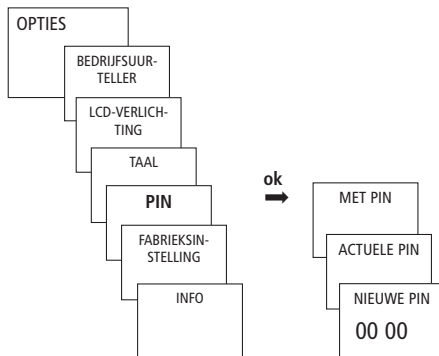 OPTIES
BEDRIJFSUUR-
TELLER
LCD-VERLICH-
TING
TAAL
PIN
FABRIEKSIN-
STELLING
INFO
ok
MET PIN
ACTUELE PIN
NIEUWE PIN
00 00